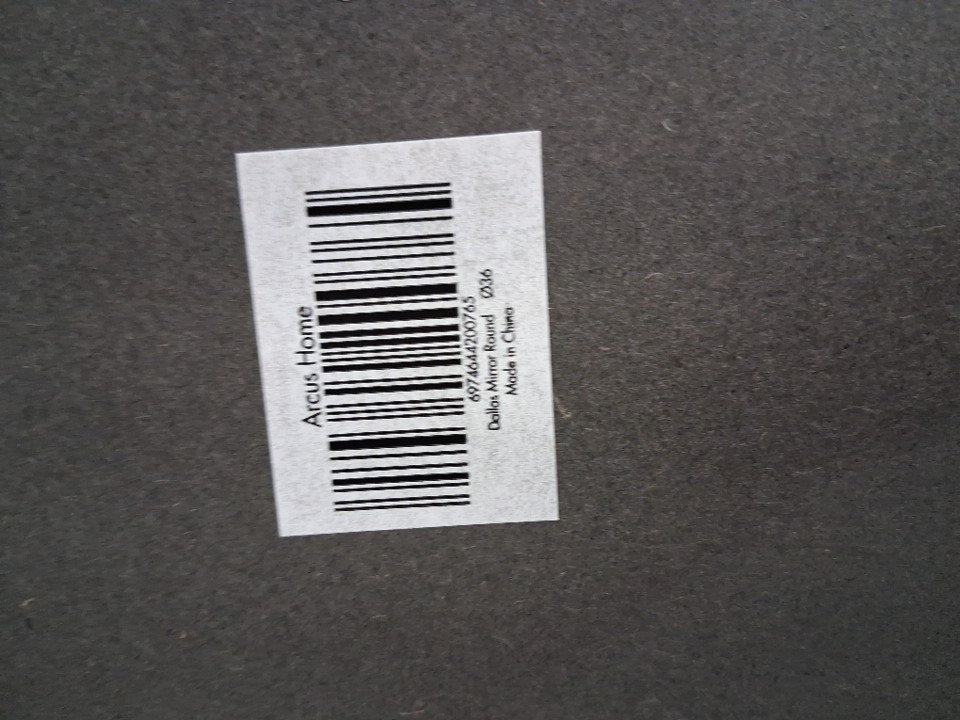 Arcus Home
6974644200765
Dallas Mirror Round Ø36
Made in China